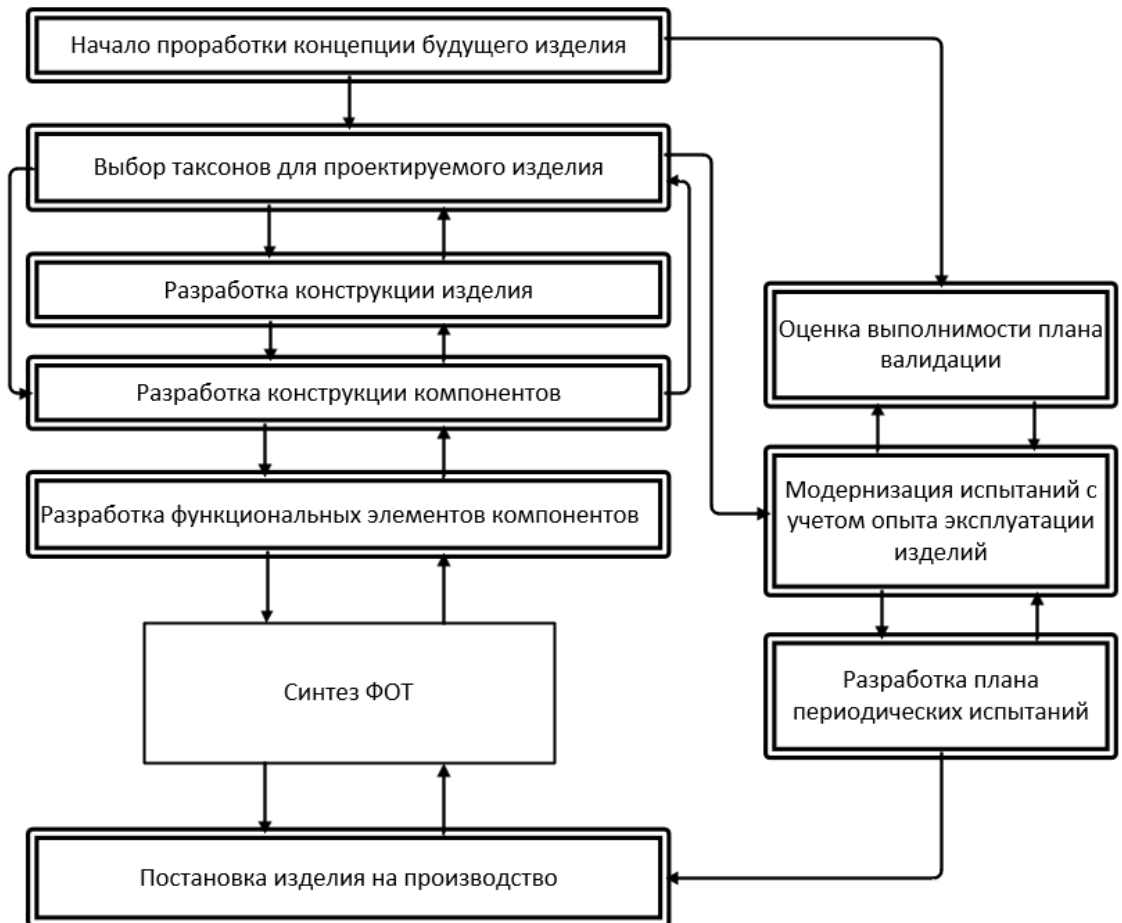 Начало проработки концепции будущего изделия
Выбор таксонов для проектируемого изделия
Разработка конструкции изделия
Разработка конструкции компонентов
Разработка функциональных элементов компонентов
Синтез ФОТ
Постановка изделия на производство
Оценка выполнимости плана
валидации
Модернизация испытаний с
учетом опыта эксплуатации
изделий
Разработка плана
периодических испытаний